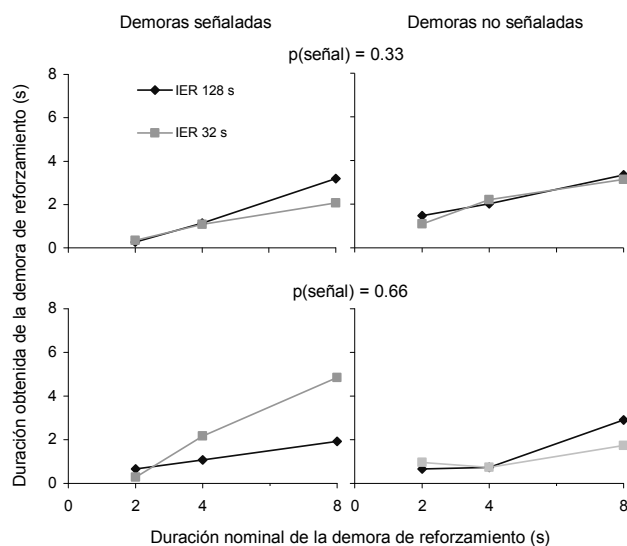 Demoras señaladas
Demoras no señaladas
p(señal) = 0.33
8
6
4
2
0
IER 128 s
IER 32 s
p(señal) = 0.66
8
6
4
2
0
0 2 4 8
0 2 4 8
Duración obtenida de la demora de reforzamiento (s)
Duración nominal de la demora de reforzamiento (s)